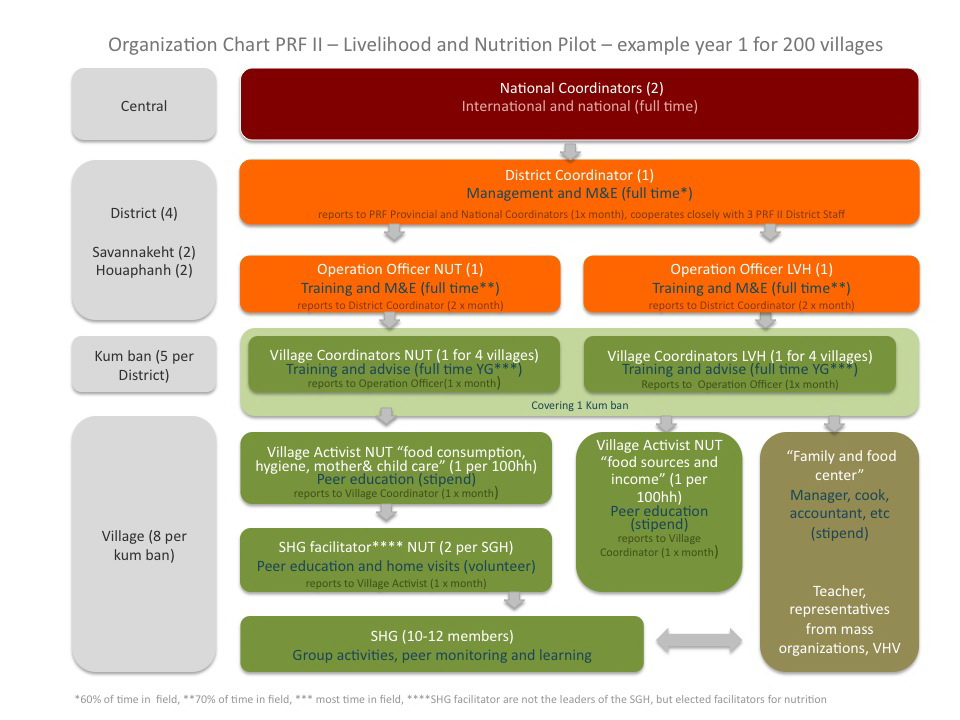 Organization Chart PRF II – Livelihood and Nutrition Pilot – example year 1 for 200 villages
Central
National Coordinators (2)
International and national (full time)
District (4)
Savannakeht (2)
Houaphanh (2)
District Coordinator (1)
Management and M&E (full time*)
reports to PRF Provincial and National Coordinators (1x month), cooperates closely with 3 PRF II District Staff
Operation Officer NUT (1)
Training and M&E (full time**)
reports to District Coordinator (2 x month)
Operation Officer LVH (1)
Training and M&E (full time**)
reports to District Coordinator (2 x month)
Kum ban (5 per
District)
Village Coordinators NUT (1 for 4 villages)
Training and advise (full time YG***)
reports to Operation Officer(1 x month)
Village Coordinators LVH (1 for 4 villages)
Training and advise (full time YG***)
Reports to  Operation Officer (1x month)
Covering 1 Kum ban
Village (8 per
kum ban)
Village Activist NUT “food consumption,
hygiene, mother& child care” (1 per 100hh)
Peer education (stipend)
reports to Village Coordinator (1 x month)
Village Activist NUT
“food sources and
income” (1 per
100hh)
Peer education
(stipend)
reports to Village
Coordinator (1 x month)
“Family and food
center”
Manager, cook,
accountant, etc
(stipend)
Teacher,
representatives
from mass
organizations, VHV
SHG facilitator**** NUT (2 per SGH)
Peer education and home visits (volunteer)
reports to Village Activist (1 x month)
SHG (10-12 members)
Group activities, peer monitoring and learning
*60% of time in  field, **70% of time in field, *** most time in field, ****SHG facilitator are not the leaders of the SGH, but elected facilitators for nutrition